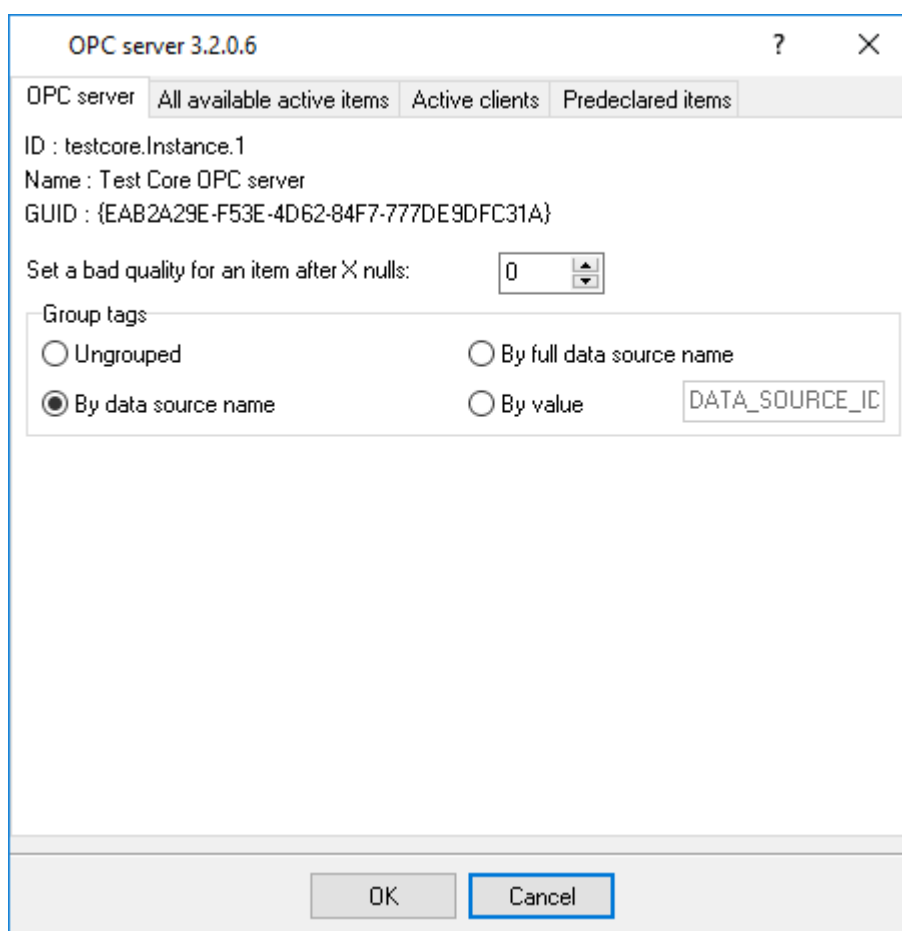 OPC server 3.2.0.6 ?
OPC server All available active items Active clients Predeclared items
ID : testcore.Instance.1
Name : Test Core OPC server
GUID : {EAB2A29E-F53E-4D62-84F7-777DE9DFC31A}
Set a bad quality for an item after X nulls: 0
Group tags
Ungrouped By full data source name
By data source name By value DATA_SOURCE_ID
OK Cancel